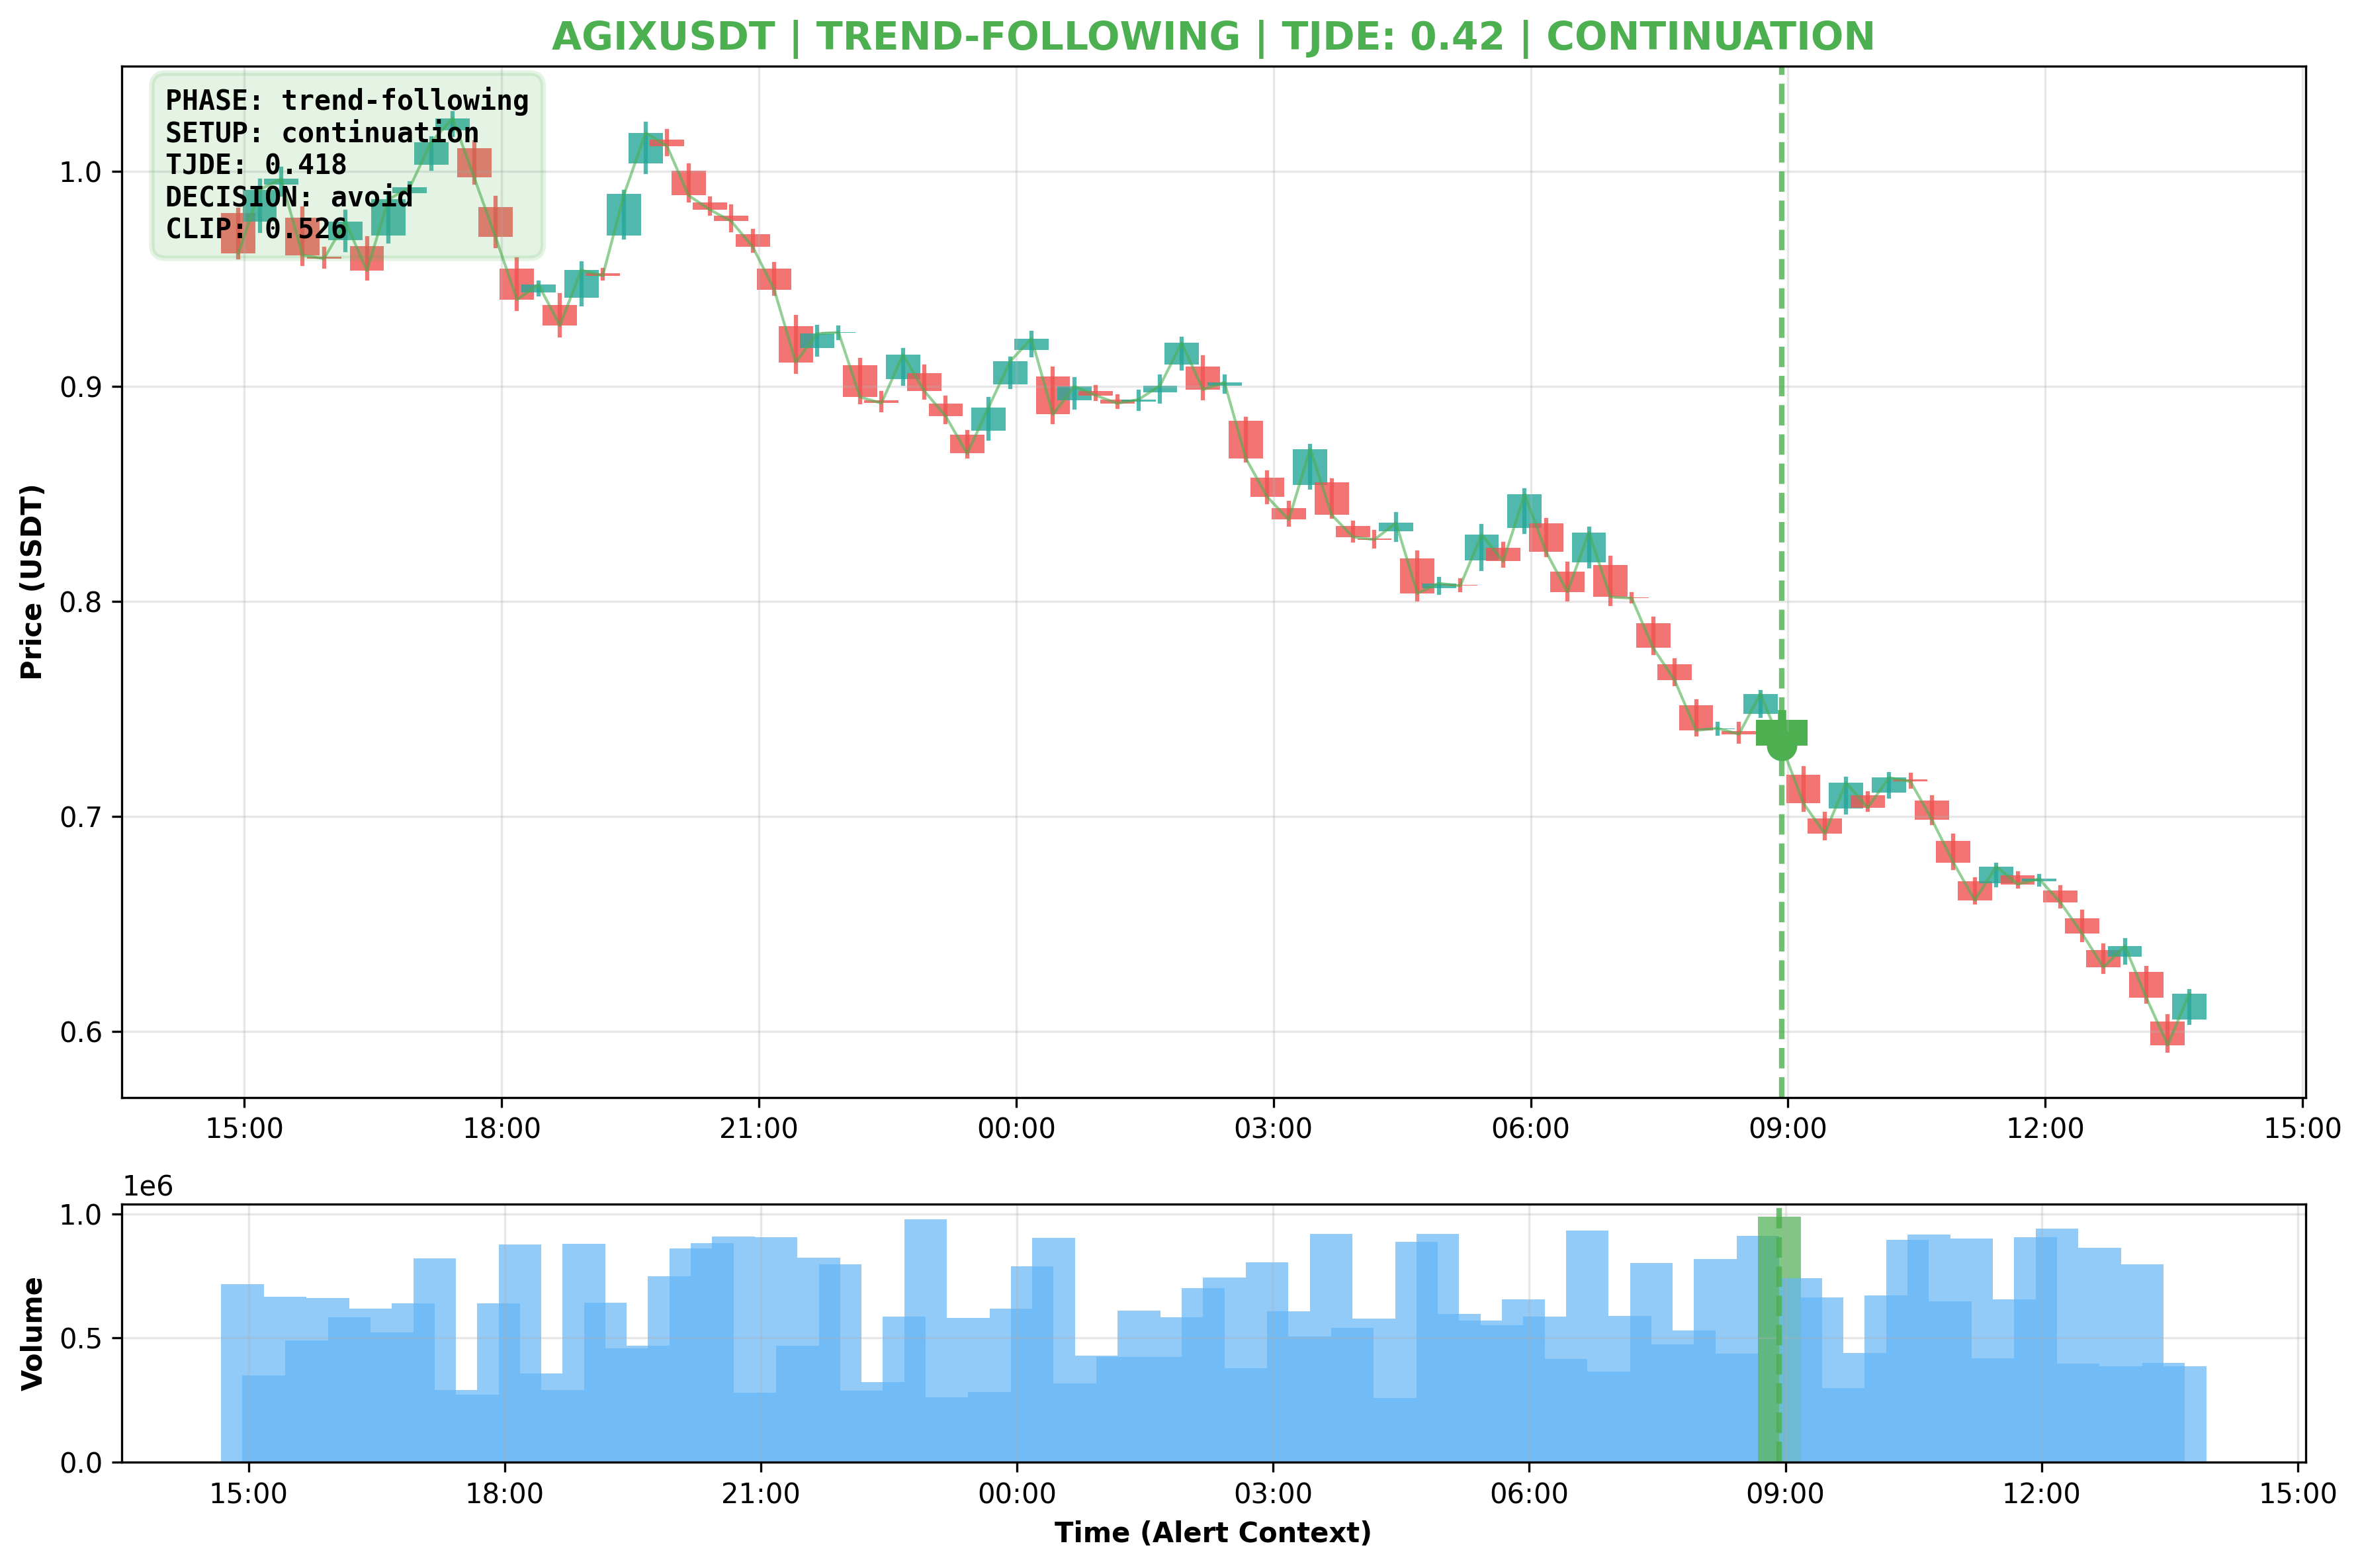 AGIXUSDT | TREND-FOLLOWING | TJDE: 0.42 | CONTINUATION
PHASE: trend-following
SETUP: continuation
TJDE: 0.418
DECISION: avoid
CLIP: 0.526
Price (USDT)
1.0
0.9
0.8
0.7
0.6
15:00 18:00 21:00 00:00 03:00 06:00 09:00 12:00 15:00
1e6
Volume
1.0
0.5
0.0
15:00 18:00 21:00 00:00 03:00 06:00 09:00 12:00 15:00
Time (Alert Context)